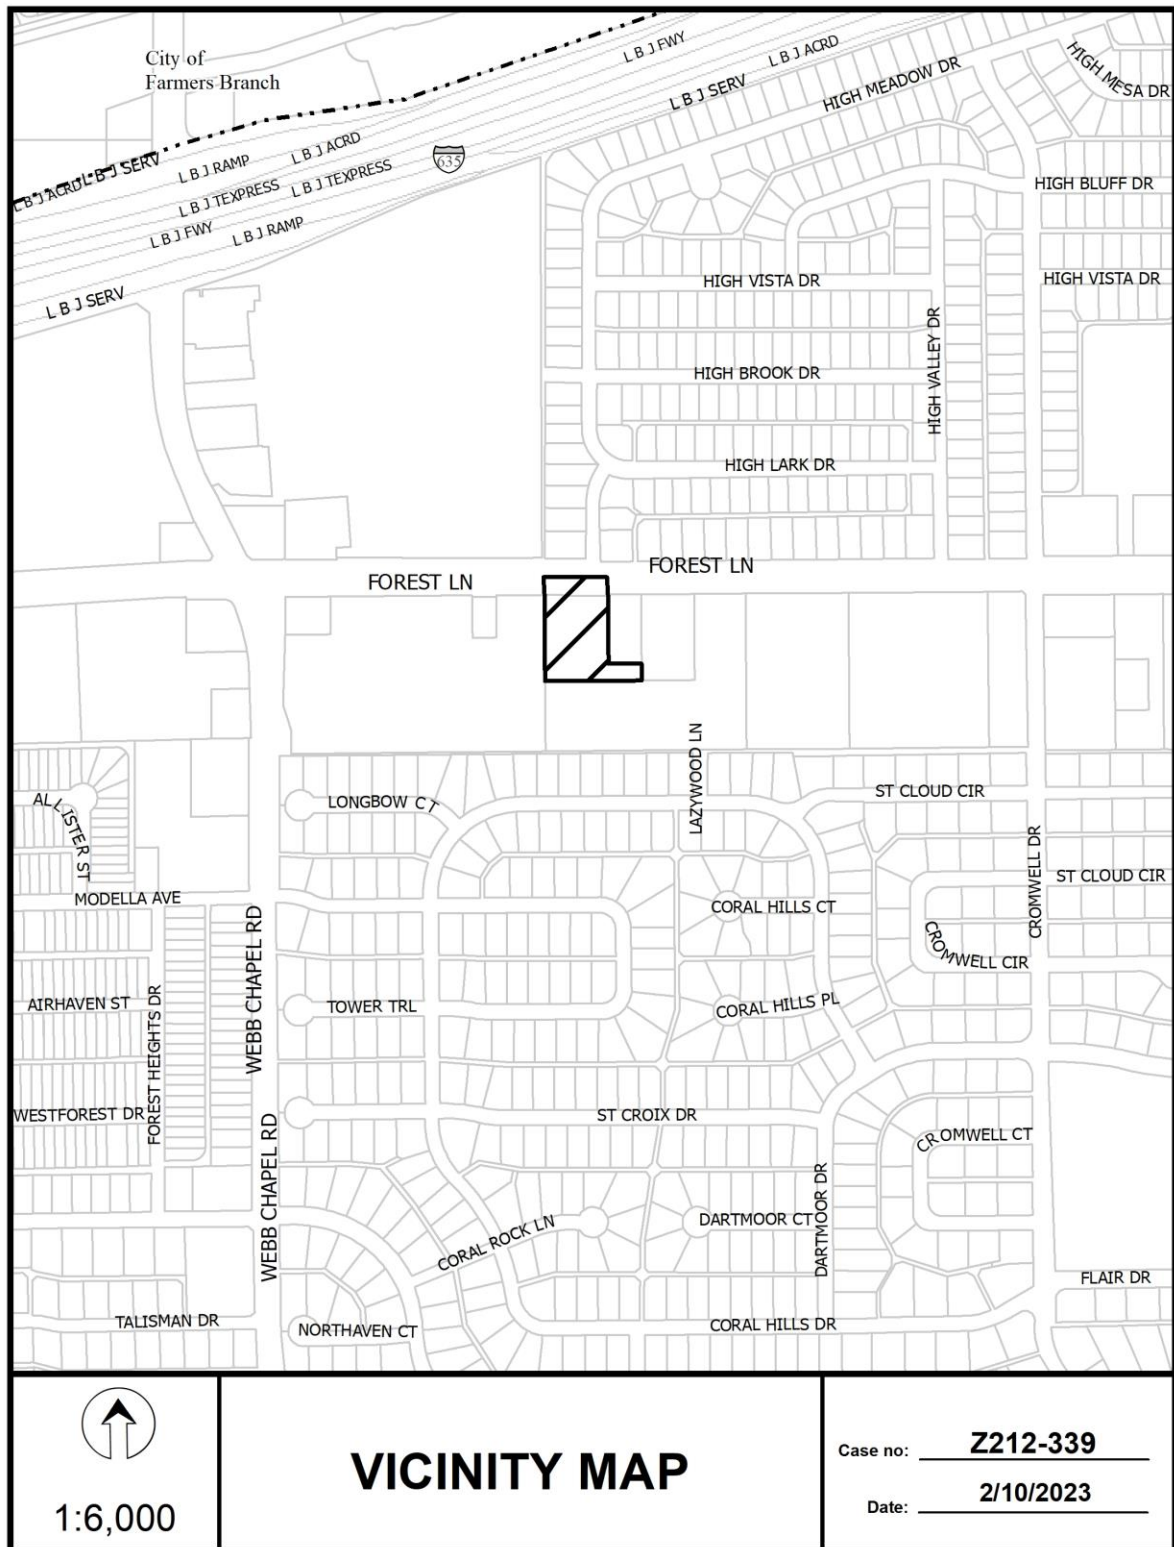 City of
Farmers Branch
L B J FWY
L B J ACRD
L B J SERV
HIGH MEADOW DR
HIGH MESA DR
L B J ACRD
L B J SERV
L B J RAMP
L B J ACRD
635
L B J TEXPRESS
L B J TEXPRESS
L B J FWY
L B J RAMP
L B J SERV
HIGH BLUFF DR
HIGH VISTA DR
HIGH VISTA DR
HIGH VALLEY DR
HIGH BROOK DR
HIGH LARK DR
FOREST LN
FOREST LN
LAZYWOOD LN
ALLISTER ST
LONGBOW CT
ST CLOUD CIR
CROMWELL DR
ST CLOUD CIR
MODELLA AVE
CORAL HILLS CT
CROMWELL CIR
WEBB CHAPEL RD
AIRHAVEN ST
FOREST HEIGHTS DR
TOWER TRL
CORAL HILLS PL
WESTFOREST DR
ST CROIX DR
CROMWELL CT
WEBB CHAPEL RD
CORAL ROCK LN
DARTMOOR CT
DARTMOOR DR
FLAIR DR
TALISMAN DR
NORTHAVEN CT
CORAL HILLS DR
1:6,000
VICINITY MAP
Case no: Z212-339
Date: 2/10/2023